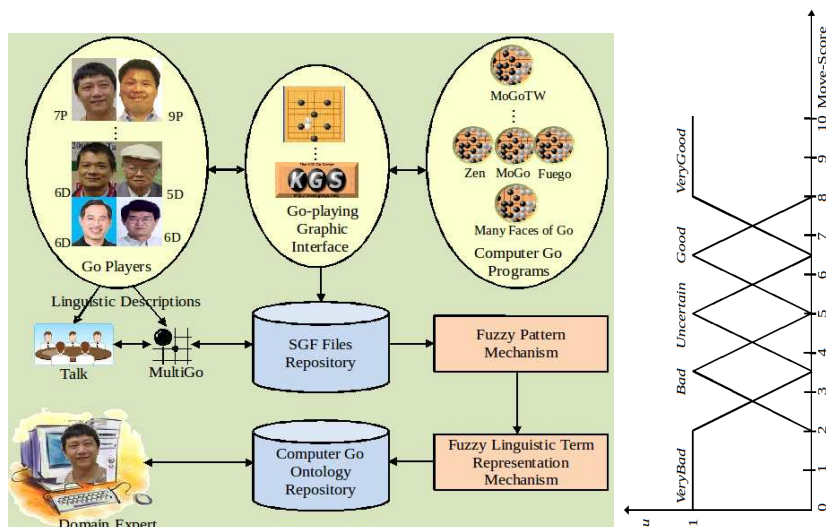 7P
9P
6D
5D
6D
6D
Go Players
KGS
Go-playing
Graphic
Interface
MoGoTW
Zen
MoGo
Fuego
Many Faces of Go
Computer Go
Programs
Linguistic Descriptions
Talk
MultiGo
SGF Files
Repository
Fuzzy Pattern
Mechanism
Domain Expert
Computer Go
Ontology
Repository
Fuzzy Linguistic Term
Representation
Mechanism
VeryBad
Bad
Uncertain
Good
VeryGood
0
1
2
3
4
5
6
7
8
9
10
Move-Score
1
u